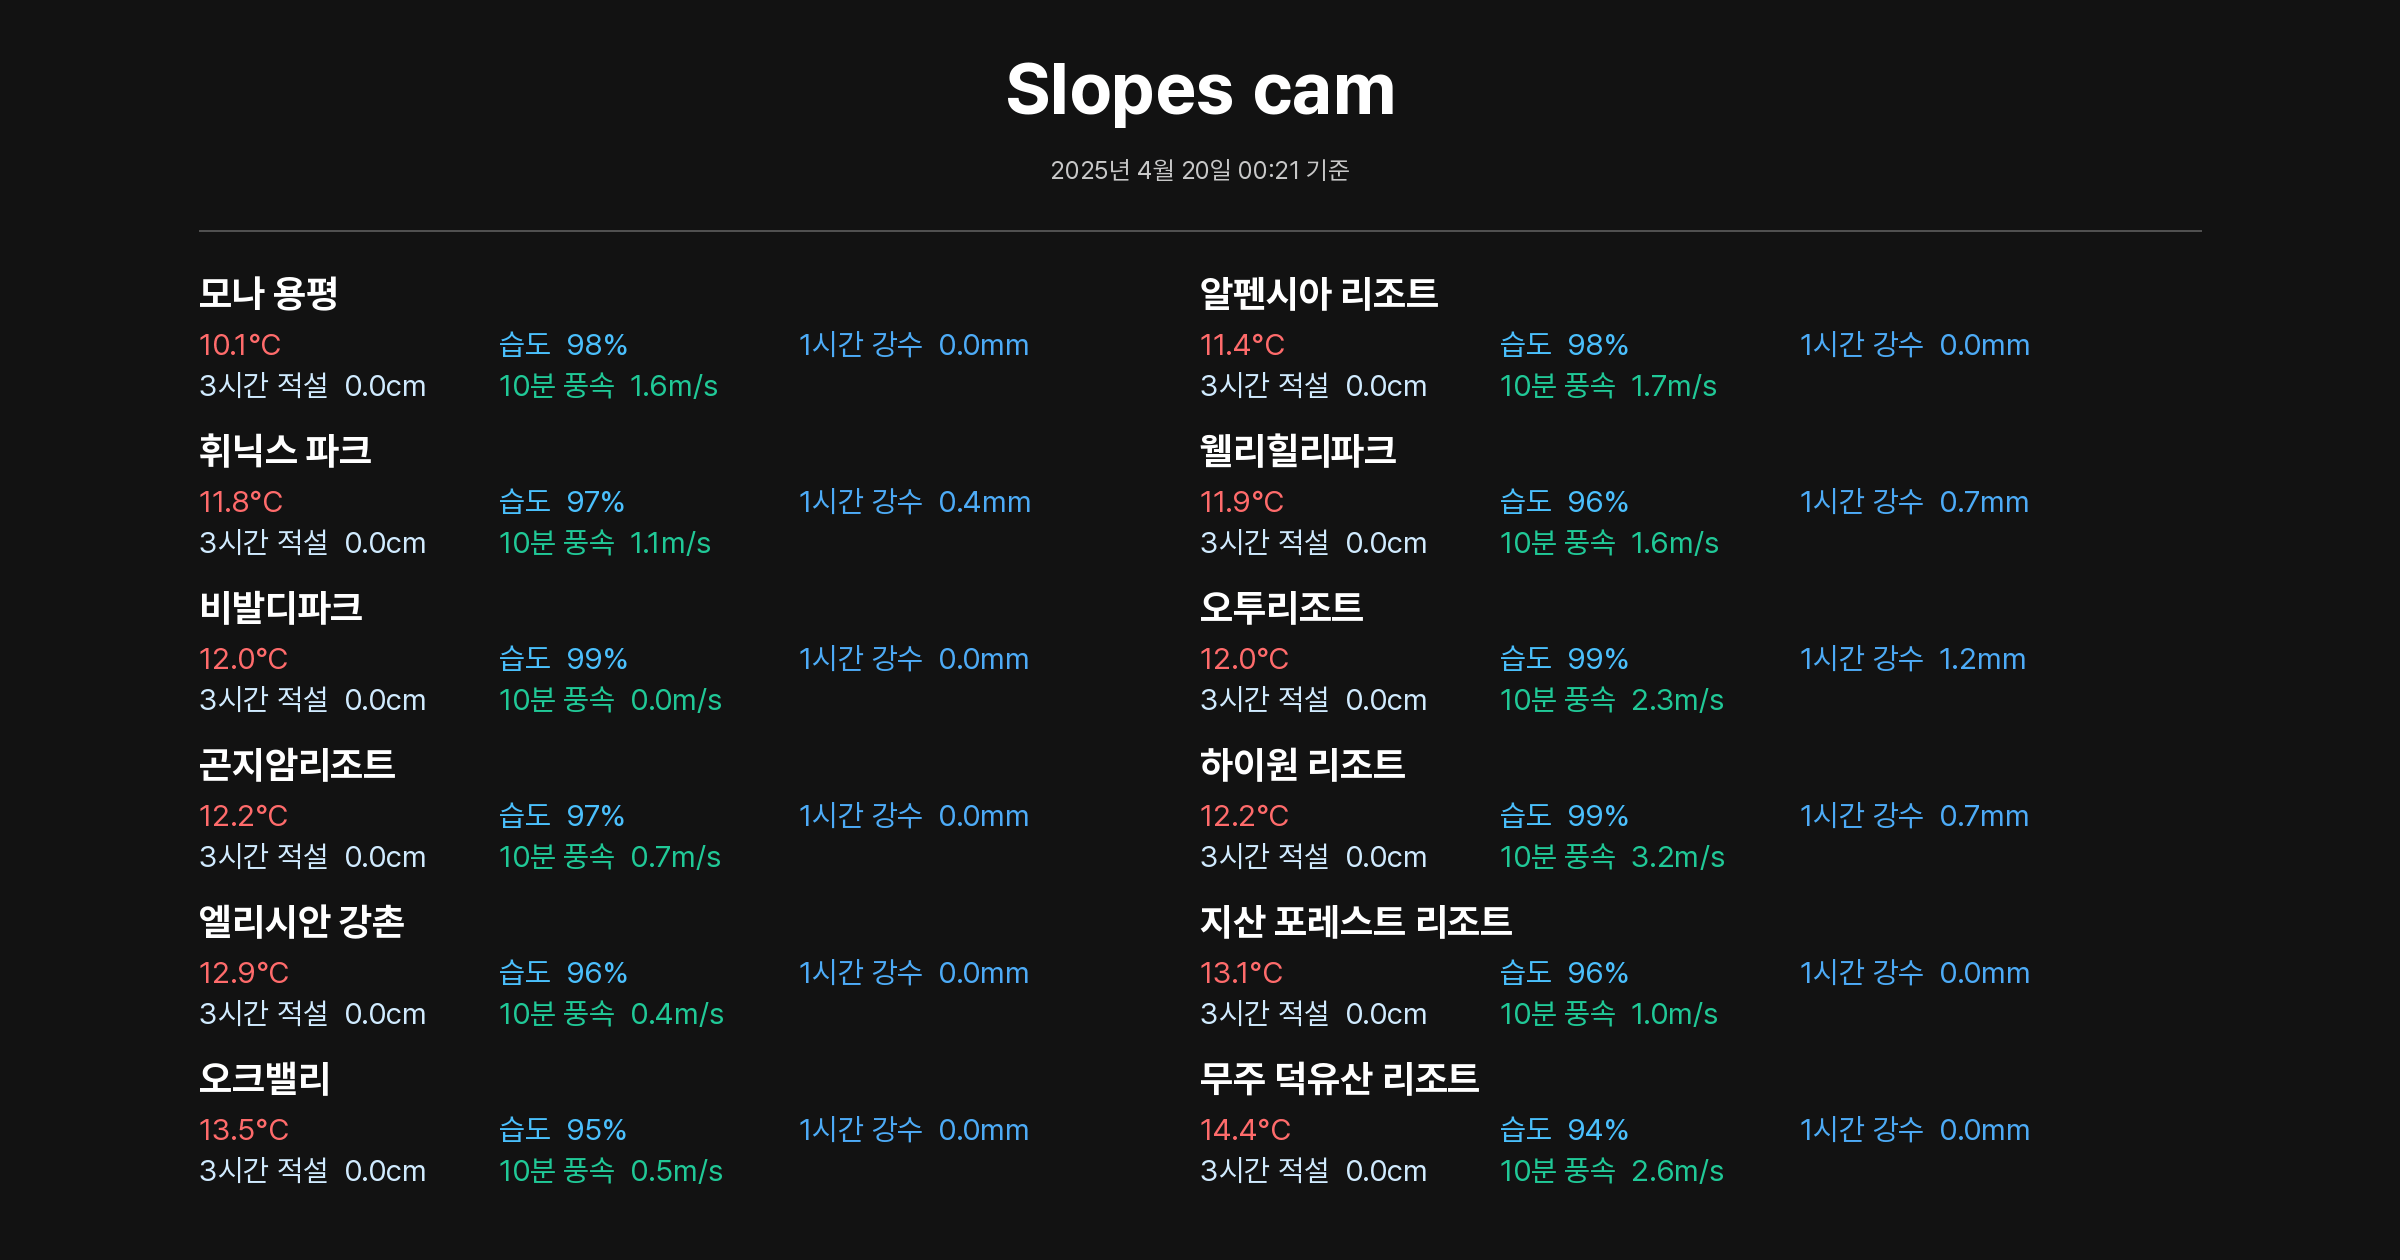 Slopes cam
2025년 4월 20일 00:21 기준
모나 용평
10.1°C 습도 98% 1시간 강수 0.0mm
3시간 적설 0.0cm 10분 풍속 1.6m/s
알펜시아 리조트
11.4°C 습도 98% 1시간 강수 0.0mm
3시간 적설 0.0cm 10분 풍속 1.7m/s
휘닉스 파크
11.8°C 습도 97% 1시간 강수 0.4mm
3시간 적설 0.0cm 10분 풍속 1.1m/s
웰리힐리파크
11.9°C 습도 96% 1시간 강수 0.7mm
3시간 적설 0.0cm 10분 풍속 1.6m/s
비발디파크
12.0°C 습도 99% 1시간 강수 0.0mm
3시간 적설 0.0cm 10분 풍속 0.0m/s
오투리조트
12.0°C 습도 99% 1시간 강수 1.2mm
3시간 적설 0.0cm 10분 풍속 2.3m/s
곤지암리조트
12.2°C 습도 97% 1시간 강수 0.0mm
3시간 적설 0.0cm 10분 풍속 0.7m/s
하이원 리조트
12.2°C 습도 99% 1시간 강수 0.7mm
3시간 적설 0.0cm 10분 풍속 3.2m/s
엘리시안 강촌
12.9°C 습도 96% 1시간 강수 0.0mm
3시간 적설 0.0cm 10분 풍속 0.4m/s
지산 포레스트 리조트
13.1°C 습도 96% 1시간 강수 0.0mm
3시간 적설 0.0cm 10분 풍속 1.0m/s
오크밸리
13.5°C 습도 95% 1시간 강수 0.0mm
3시간 적설 0.0cm 10분 풍속 0.5m/s
무주 덕유산 리조트
14.4°C 습도 94% 1시간 강수 0.0mm
3시간 적설 0.0cm 10분 풍속 2.6m/s